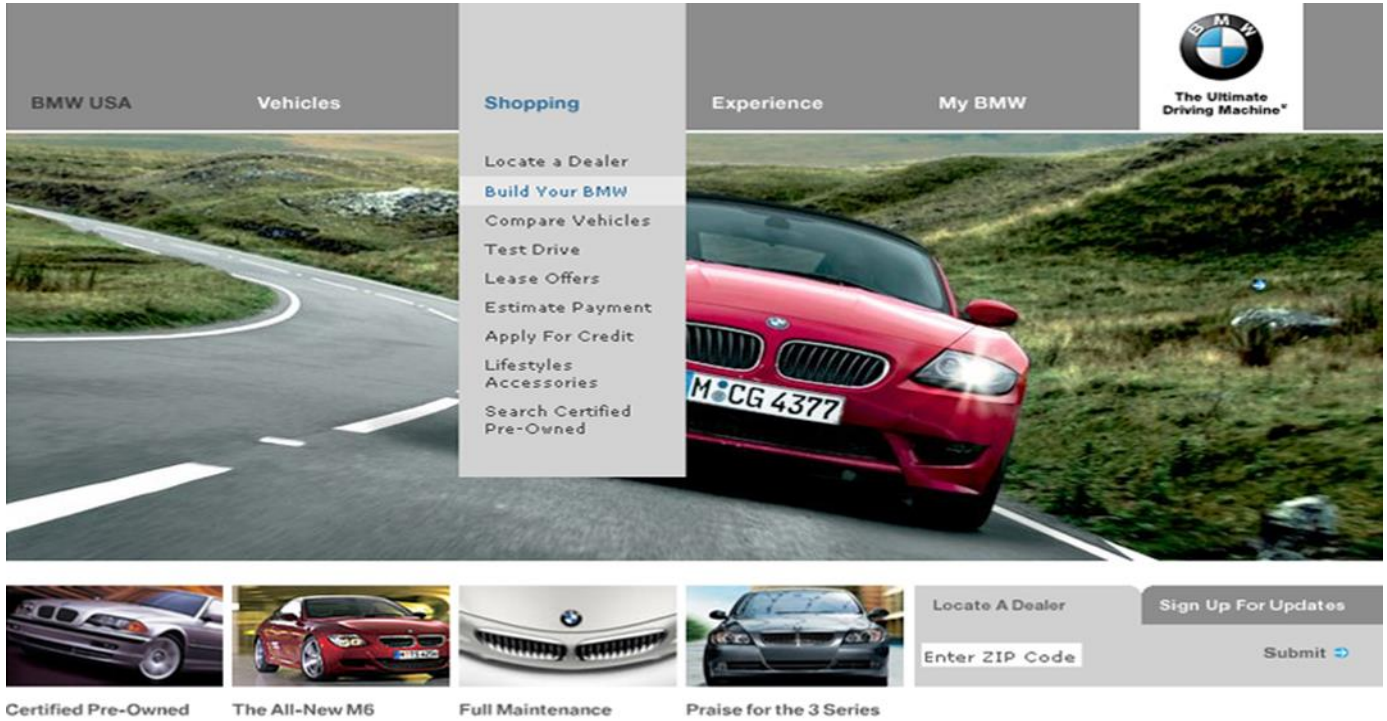 BMW USA
Vehicles
Shopping
Experience
My BMW
BMW
The Ultimate
Driving Machine®
Locate a Dealer
Build Your BMW
Compare Vehicles
Test Drive
Lease Offers
Estimate Payment
Apply For Credit
Lifestyles
Accessories
Search Certified
Pre-Owned
M CG 4377
Certified Pre-Owned
The All-New M6
Full Maintenance
Praise for the 3 Series
Locate A Dealer
Sign Up For Updates
Enter ZIP Code
Submit